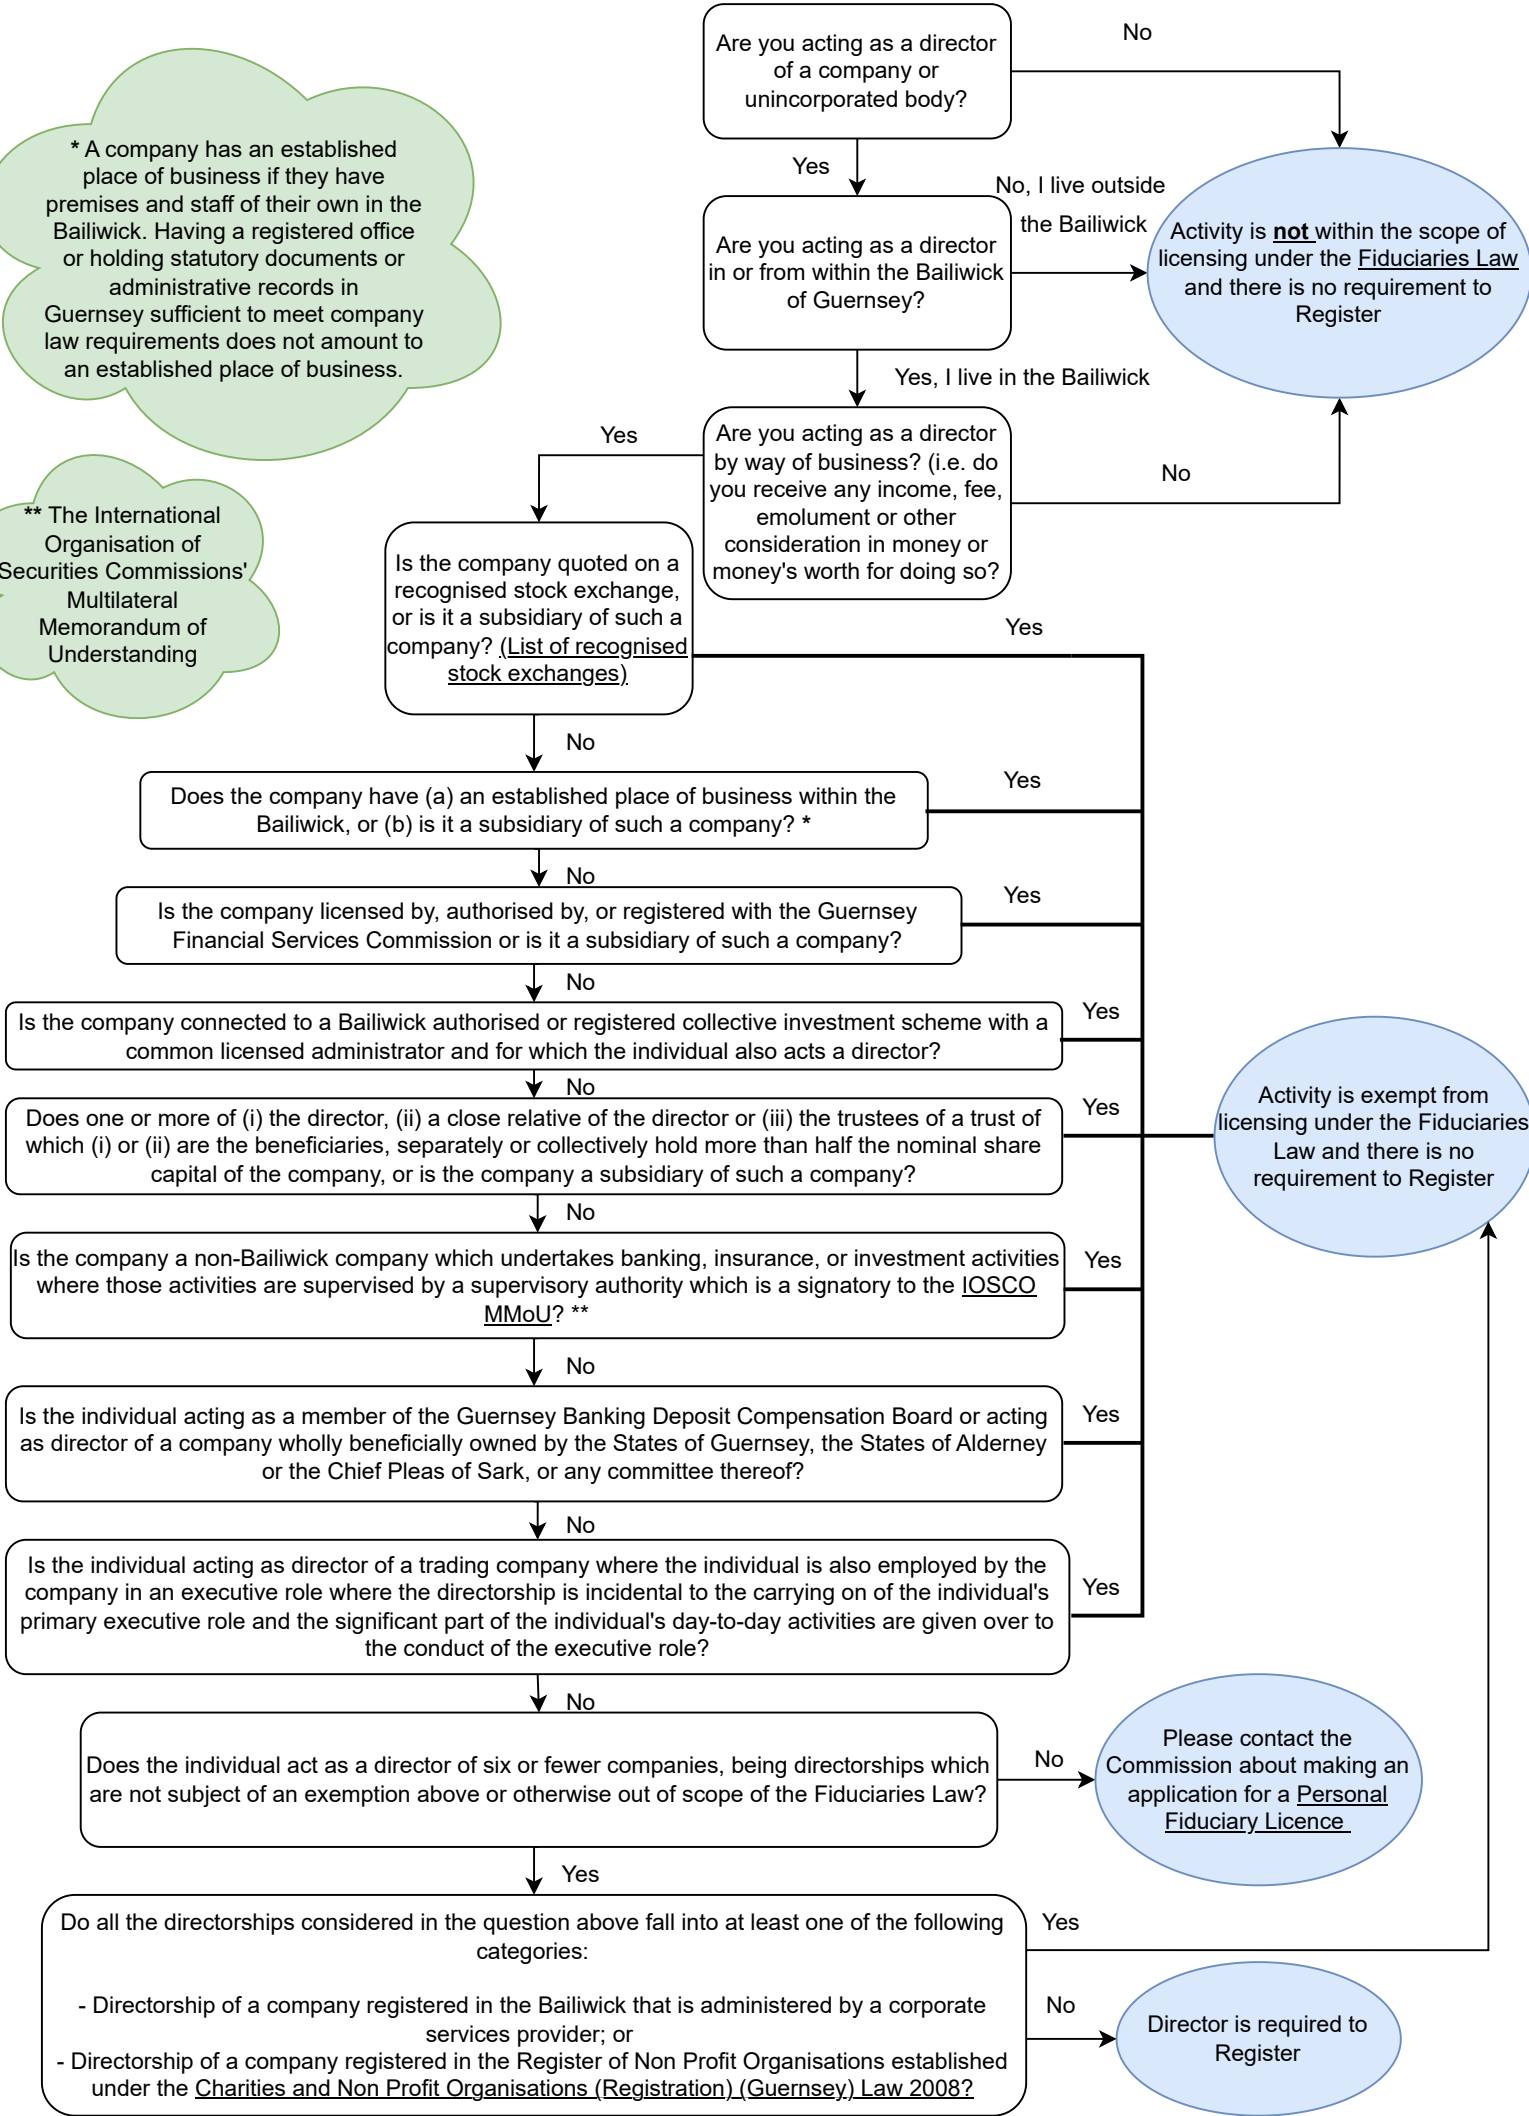 Are you acting as a director
of a company or
unincorporated body?
No
Yes
* A company has an established
place of business if they have
premises and staff of their own in the
Bailiwick. Having a registered office
or holding statutory documents or
administrative records in
Guernsey sufficient to meet company
law requirements does not amount to
an established place of business.
Are you acting as a director
in or from within the Bailiwick
of Guernsey?
No, I live outside
the Bailiwick
Activity is not within the scope of
licensing under the Fiduciaries Law
and there is no requirement to
Register
Yes, I live in the Bailiwick
Are you acting as a director
by way of business? (i.e. do
you receive any income, fee,
emolument or other
consideration in money or
money's worth for doing so?
Yes
No
** The International
Organisation of
Securities Commissions'
Multilateral
Memorandum of
Understanding
Is the company quoted on a
recognised stock exchange,
or is it a subsidiary of such a
company? (List of recognised
stock exchanges)
Yes
No
Does the company have (a) an established place of business within the
Bailiwick, or (b) is it a subsidiary of such a company? *
Yes
No
Is the company licensed by, authorised by, or registered with the Guernsey
Financial Services Commission or is it a subsidiary of such a company?
Yes
No
Is the company connected to a Bailiwick authorised or registered collective investment scheme with a
common licensed administrator and for which the individual also acts a director?
Yes
No
Does one or more of (i) the director, (ii) a close relative of the director or (iii) the trustees of a trust of
which (i) or (ii) are the beneficiaries, separately or collectively hold more than half the nominal share
capital of the company, or is the company a subsidiary of such a company?
Yes
Activity is exempt from
licensing under the Fiduciaries
Law and there is no
requirement to Register
No
Is the company a non-Bailiwick company which undertakes banking, insurance, or investment activities
where those activities are supervised by a supervisory authority which is a signatory to the IOSCO
MMoU? **
Yes
No
Is the individual acting as a member of the Guernsey Banking Deposit Compensation Board or acting
as director of a company wholly beneficially owned by the States of Guernsey, the States of Alderney
or the Chief Pleas of Sark, or any committee thereof?
Yes
No
Is the individual acting as director of a trading company where the individual is also employed by the
company in an executive role where the directorship is incidental to the carrying on of the individual's
primary executive role and the significant part of the individual's day-to-day activities are given over to
the conduct of the executive role?
Yes
No
Does the individual act as a director of six or fewer companies, being directorships which
are not subject of an exemption above or otherwise out of scope of the Fiduciaries Law?
No
Please contact the
Commission about making an
application for a Personal
Fiduciary Licence
Yes
Do all the directorships considered in the question above fall into at least one of the following
categories:
- Directorship of a company registered in the Bailiwick that is administered by a corporate
services provider; or
- Directorship of a company registered in the Register of Non Profit Organisations established
under the Charities and Non Profit Organisations (Registration) (Guernsey) Law 2008?
Yes
No
Director is required to
Register